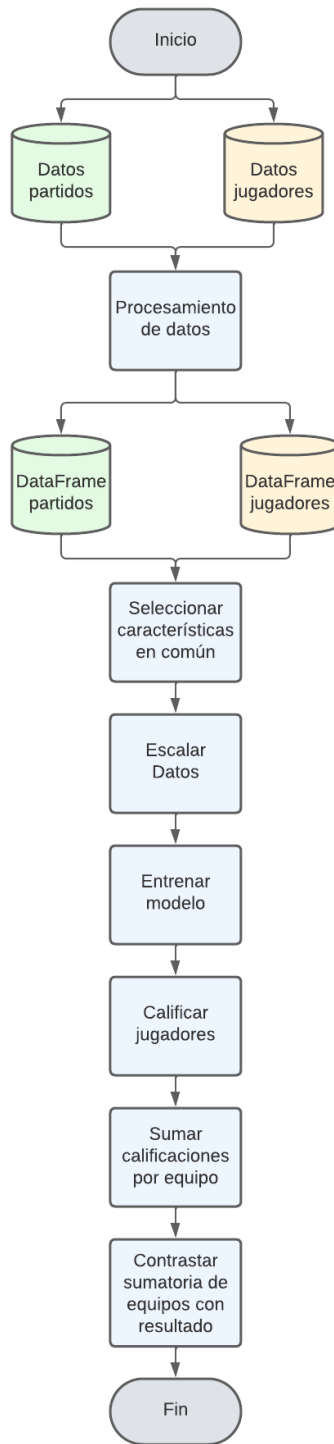 Inicio
Datos
partidos
Datos
jugadores
Procesamiento
de datos
DataFrame
partidos
DataFrame
jugadores
Seleccionar
características
en común
Escalar
Datos
Entrenar
modelo
Calificar
jugadores
Sumar
calificaciones
por equipo
Contrastar
sumatoria de
equipos con
resultado
Fin